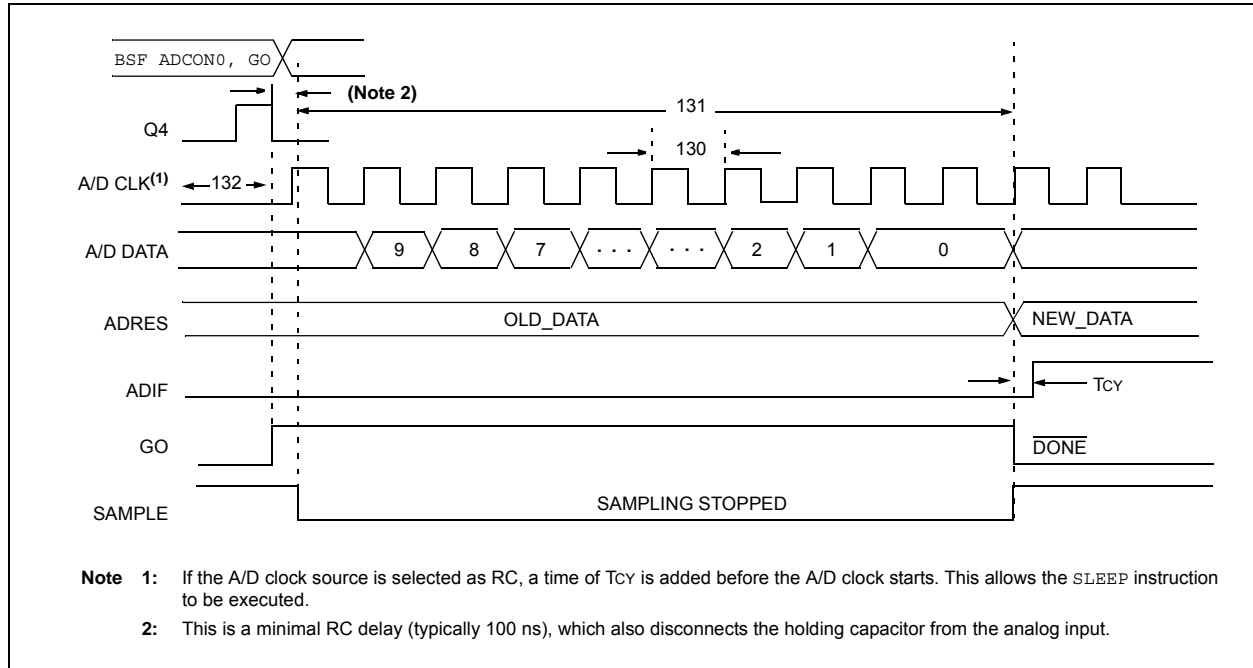 BSF ADCON0, GO
(Note 2)
131
Q4
130
A/D CLK(1)
132
A/D DATA
9 8 7 . . . . . . 2 1 0
ADRES
OLD_DATA
NEW_DATA
ADIF
TCY
GO
DONE
SAMPLE
SAMPLING STOPPED
Note 1: If the A/D clock source is selected as RC, a time of TCY is added before the A/D clock starts. This allows the SLEEP instruction
to be executed.
2: This is a minimal RC delay (typically 100 ns), which also disconnects the holding capacitor from the analog input.